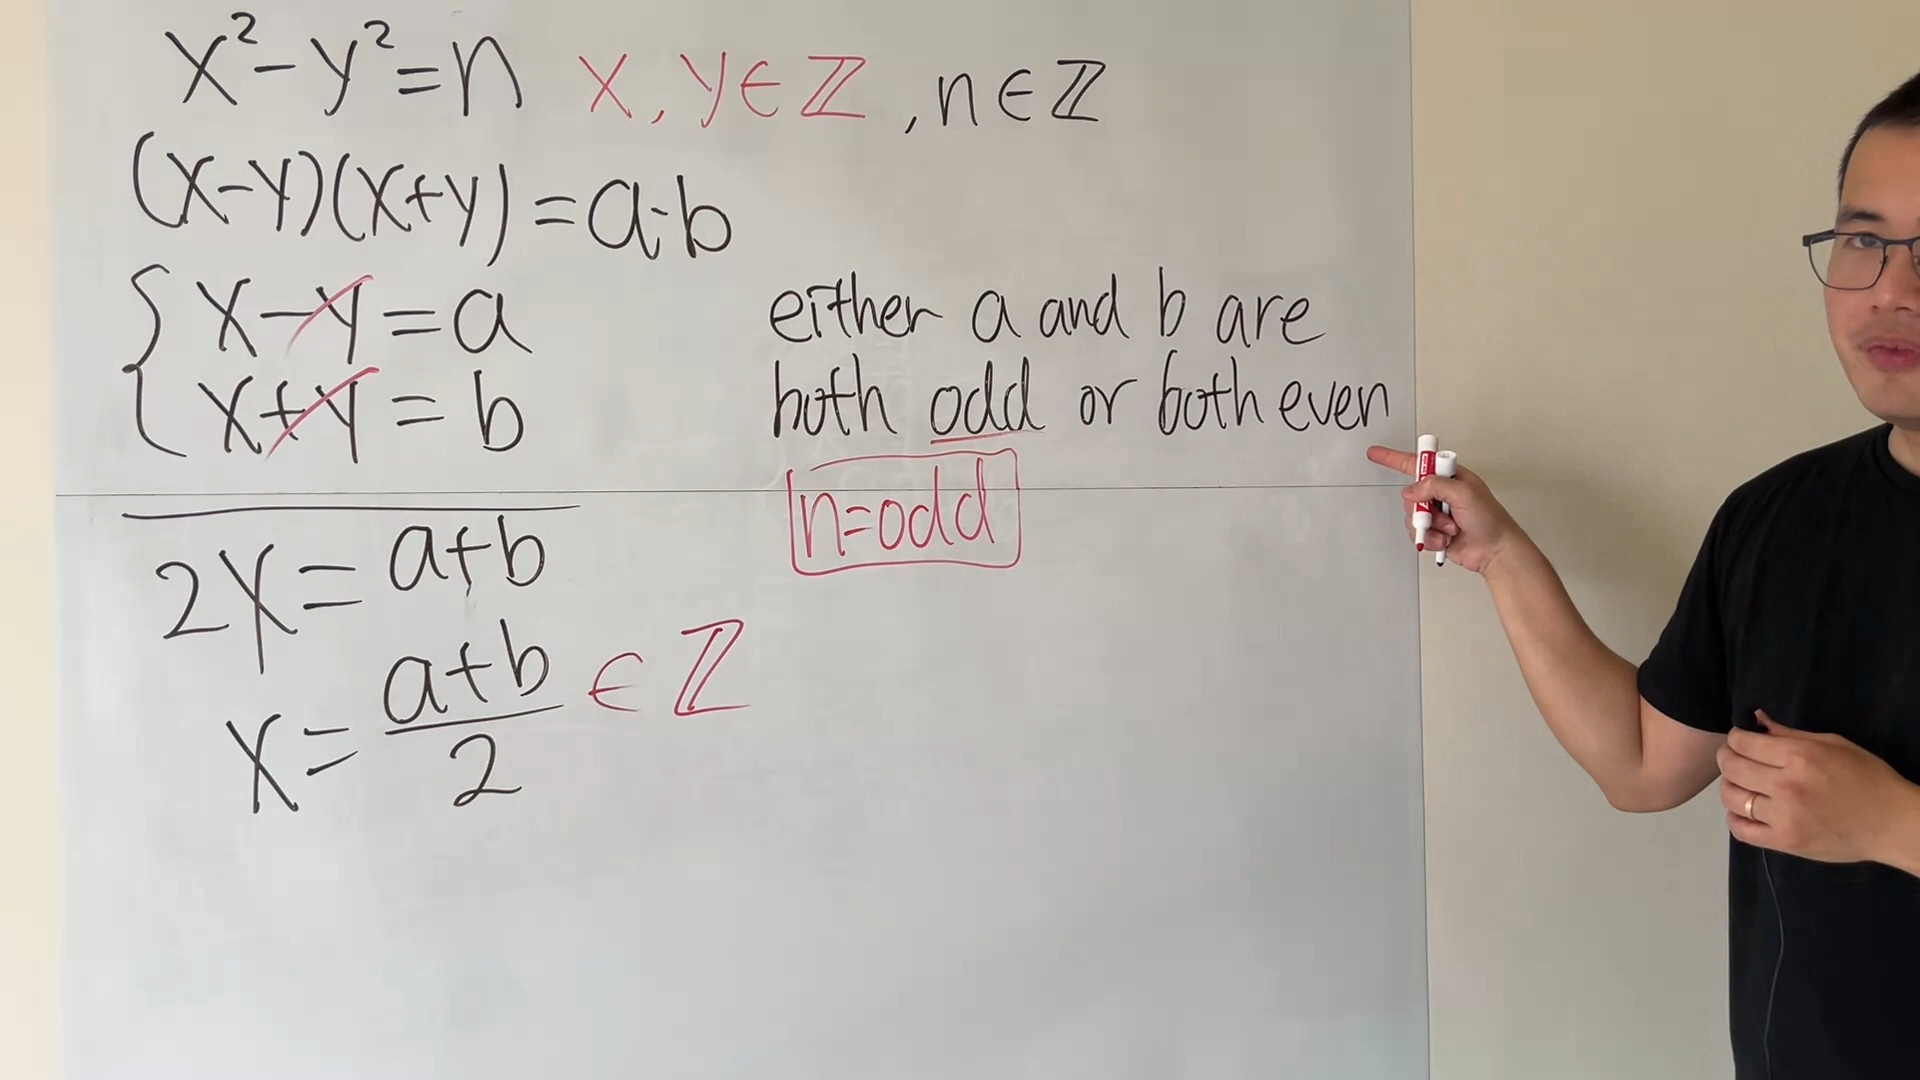 x²-y²=n x, y∈ℤ, n∈ℤ
(x-y)(x+y)=a·b
x-y=a
x+y=b
either a and b are
both odd or both even
n=odd
2x=a+b
x=(a+b)/2 ∈ℤ